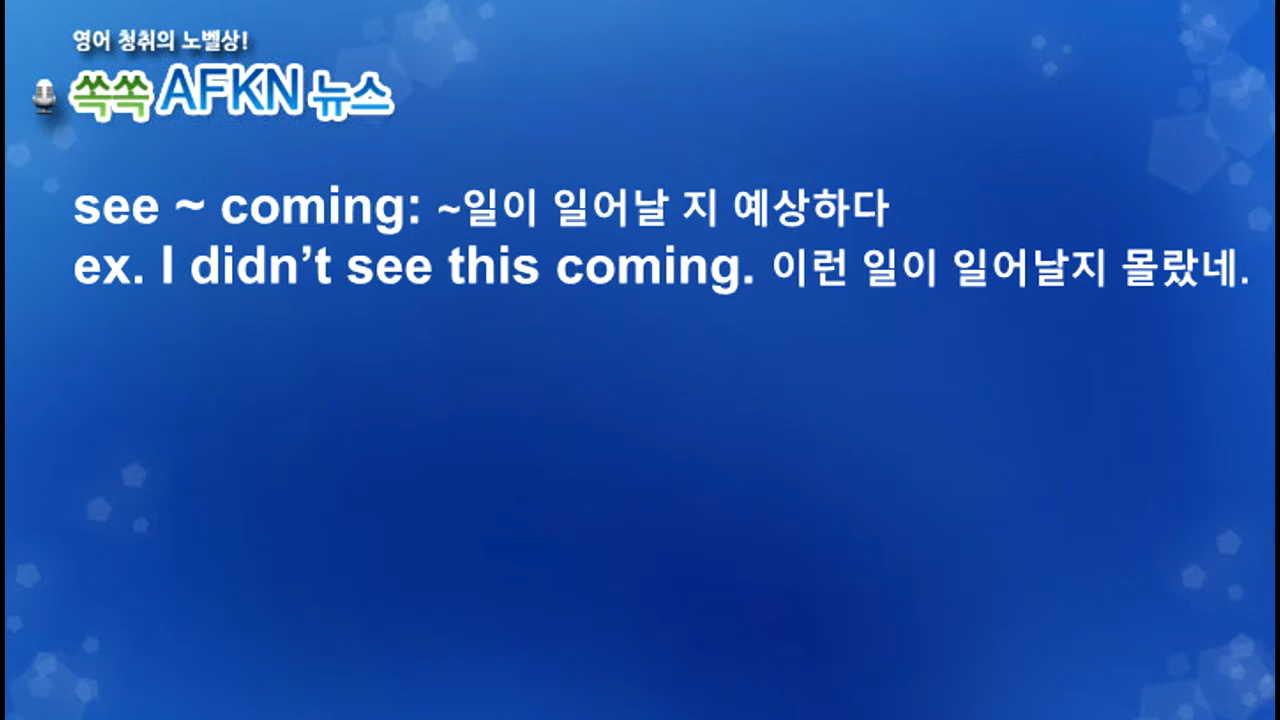 영어 청취의 노벨상!
쏙쏙 AFKN 뉴스
see ~ coming: ~일이 일어날 지 예상하다
ex. I didn’t see this coming. 이런 일이 일어날지 몰랐네.